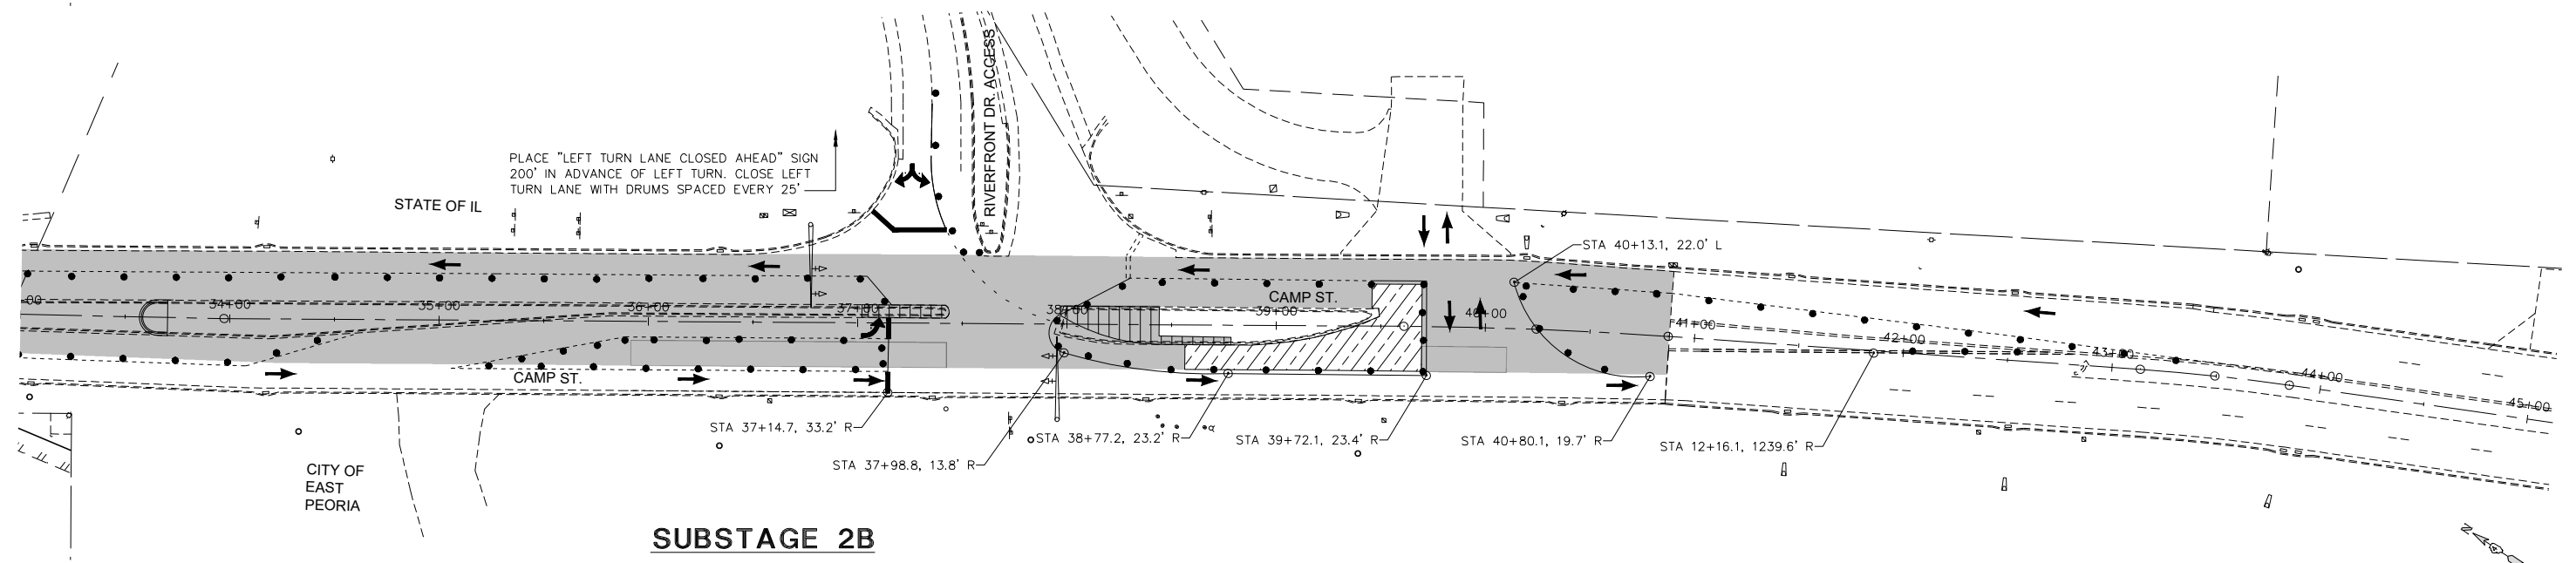 RIVERFRONT DR. ACCESS
PLACE "LEFT TURN LANE CLOSED AHEAD" SIGN
200' IN ADVANCE OF LEFT TURN. CLOSE LEFT
TURN LANE WITH DRUMS SPACED EVERY 25'
STATE OF IL
STA 40+13.1, 22.0' L
CAMP ST.
00
34+00
35+00
36+00
37+00
38+00
39+00
40+00
41+00
42+00
43+00
44+00
45+00
CAMP ST.
STA 37+14.7, 33.2' R
STA 37+98.8, 13.8' R
STA 38+77.2, 23.2' R
STA 39+72.1, 23.4' R
STA 40+80.1, 19.7' R
STA 12+16.1, 1239.6' R
CITY OF
EAST
PEORIA
SUBSTAGE 2B
N